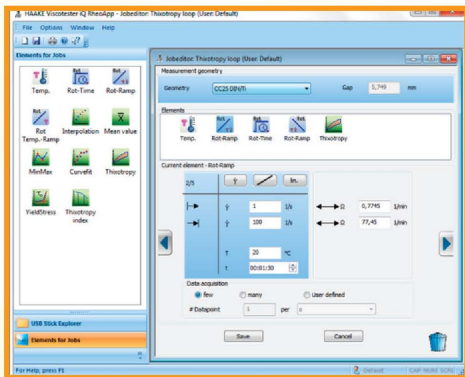 HAAKE Viscotester iQ RheoApp - Jobeditor: Thixotropy loop (User: Default)
File Options Window Help
Elements for Jobs
Temp. Rot-Time Rot-Ramp
Rot Temp.-Ramp Interpolation Mean value
MinMax Curvefit Thixotropy
YieldStress Thixotropy index
USB Stick Explorer
Elements for Jobs
For Help, press F1
Jobeditor: Thixotropy loop (User: Default)
Measurement geometry
Geometry CC25 DIN/Ti Gap mm
Elements
Temp. Rot-Ramp Rot-Time Rot-Ramp Thixotropy
Current element - Rot-Ramp
2/5 γ̇ lin.
γ̇ 1 1/s Ω 0,7745 1/min
γ̇ 100 1/s Ω 77,45 1/min
T 20 °C
t 00:01:30
Data acquisition
few many User defined
# Datapoint 1 per s
Save Cancel
Default CAP NUM SCRL